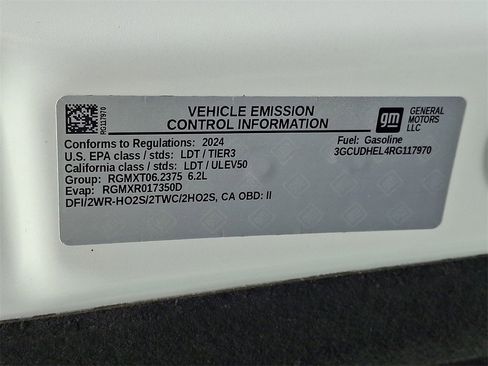 RG117970
VEHICLE EMISSION
CONTROL INFORMATION
gm
GENERAL
MOTORS
LLC
Conforms to Regulations: 2024
Fuel: Gasoline
U.S. EPA class / stds: LDT / TIER3
3GCUDHEL4RG117970
California class / stds: LDT / ULEV50
Group: RGMXT06.2375 6.2L
Evap: RGMXR017350D
DFI/2WR-HO2S/2TWC/2HO2S, CA OBD: II